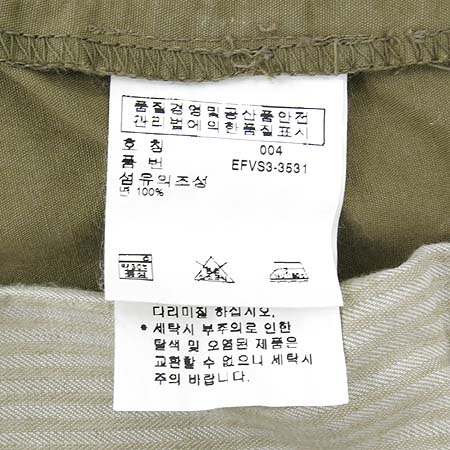 품질경영및공산품안전
관리법에의한품질표시
호 칭 004
품 번 EFVS3-3531
섬유의조성
면 100%
다리미질 하십시오.
• 세탁시 부주의로 인한
탈색 및 오염된 제품은
교환할 수 없으니 세탁시
주의 바랍니다.